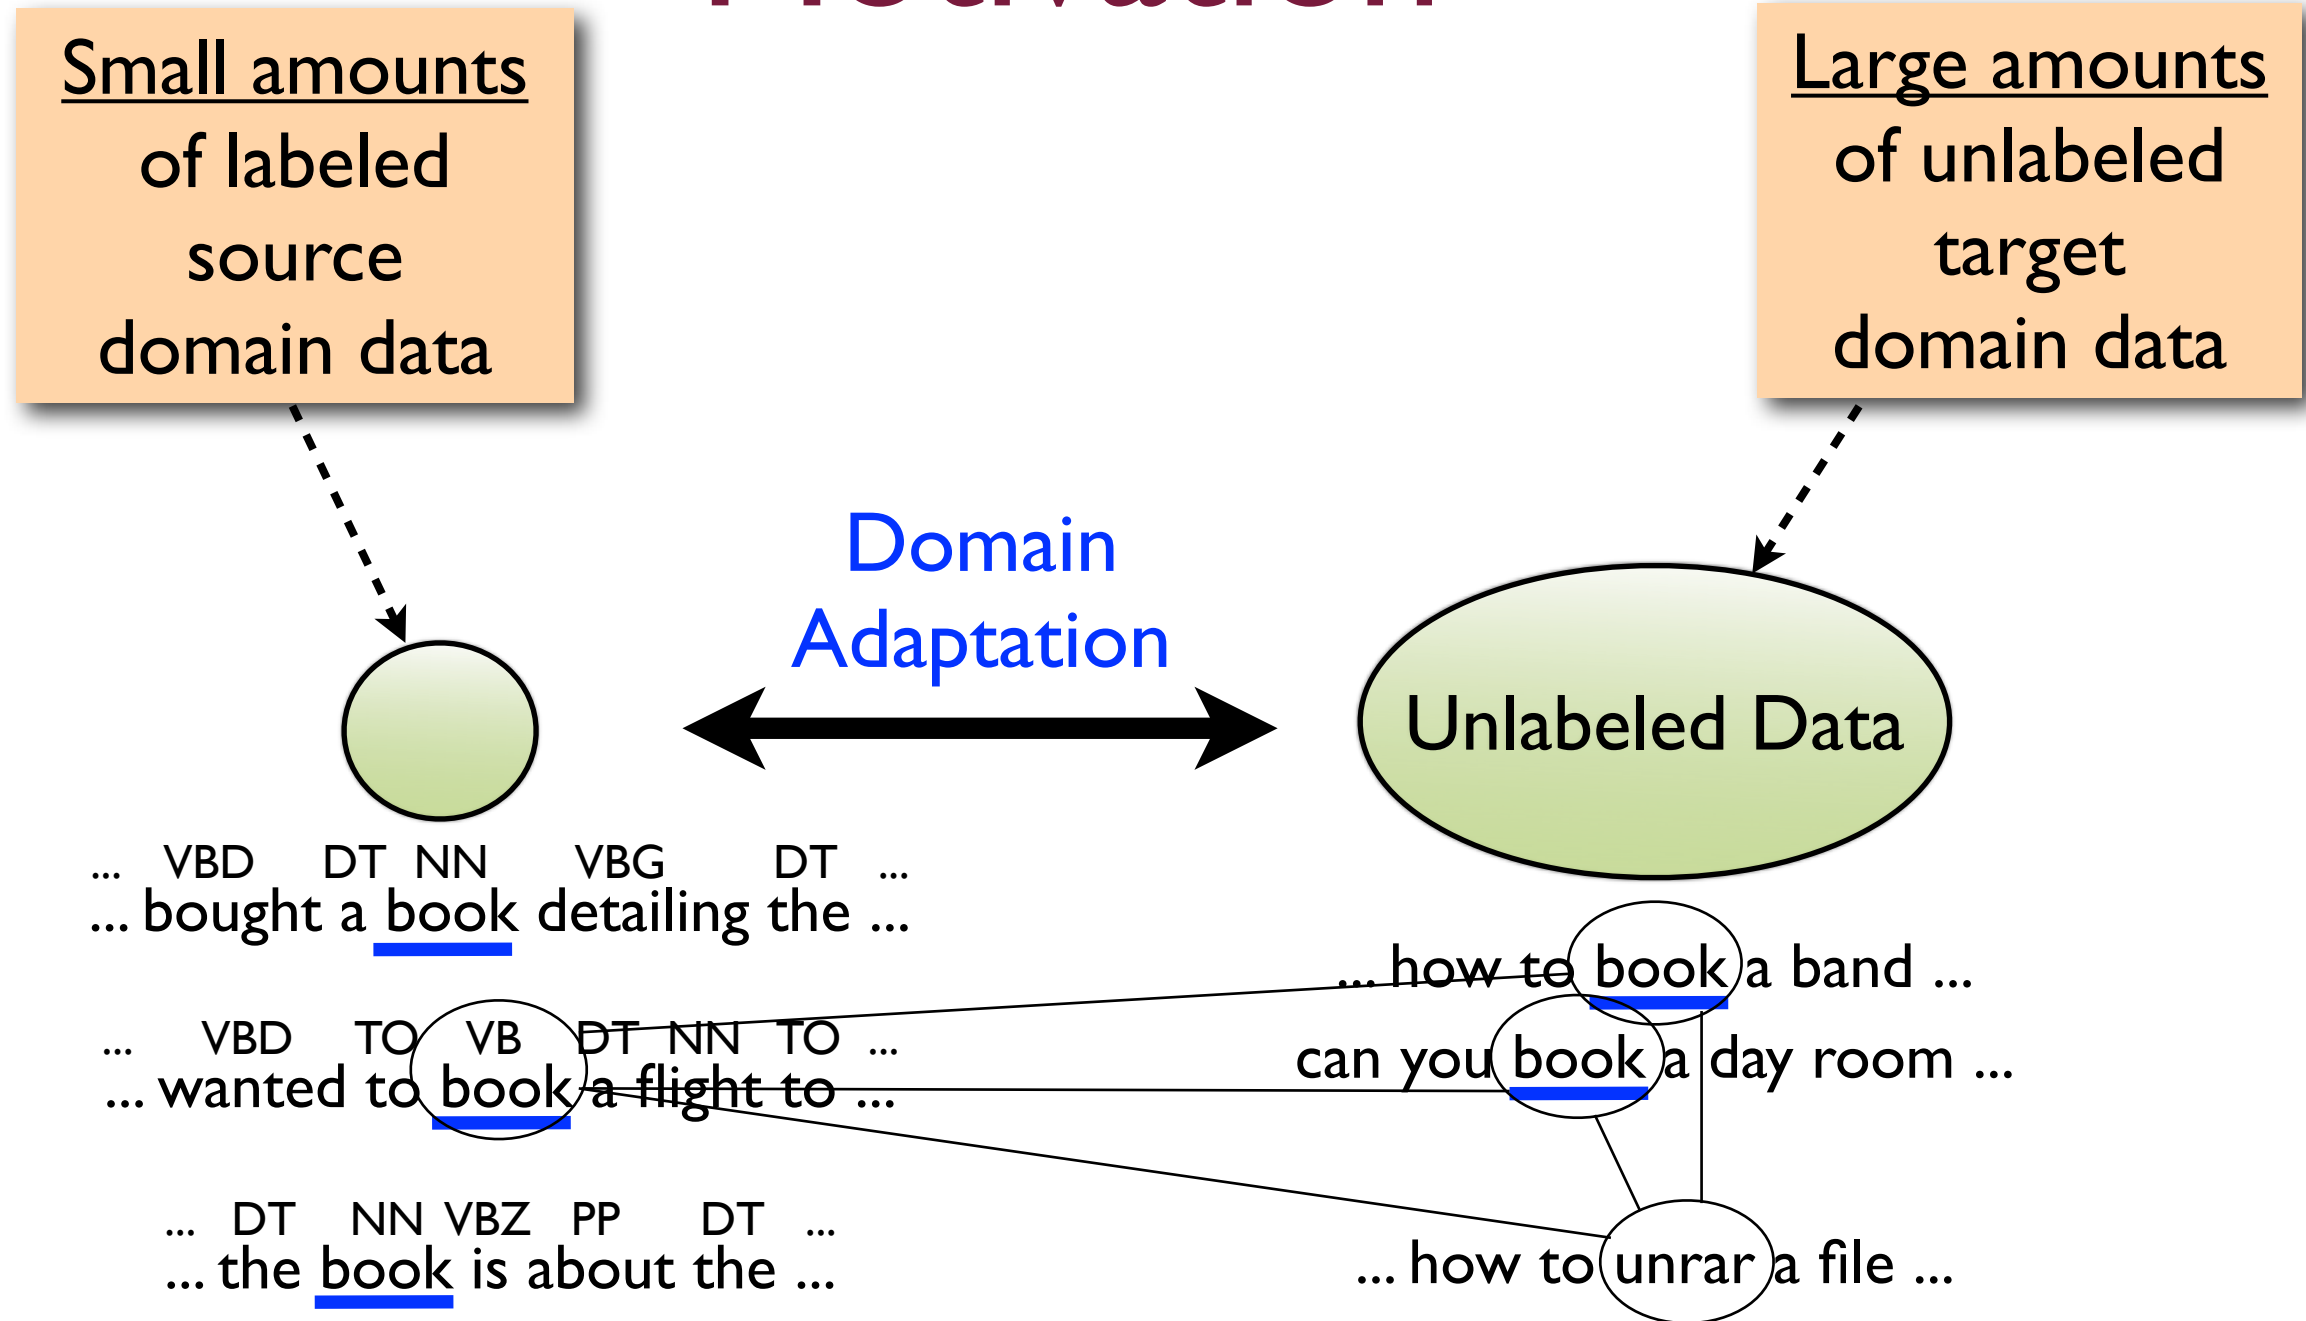 Motivation
Small amounts
of labeled
source
domain data
Large amounts
of unlabeled
target
domain data
Domain
Adaptation
Unlabeled Data
... VBD DT NN VBG DT ...
... bought a book detailing the ...
... VBD TO VB DT NN TO ...
... wanted to book a flight to ...
... DT NN VBZ PP DT ...
... the book is about the ...
... how to book a band ...
can you book a day room ...
... how to unrar a file ...